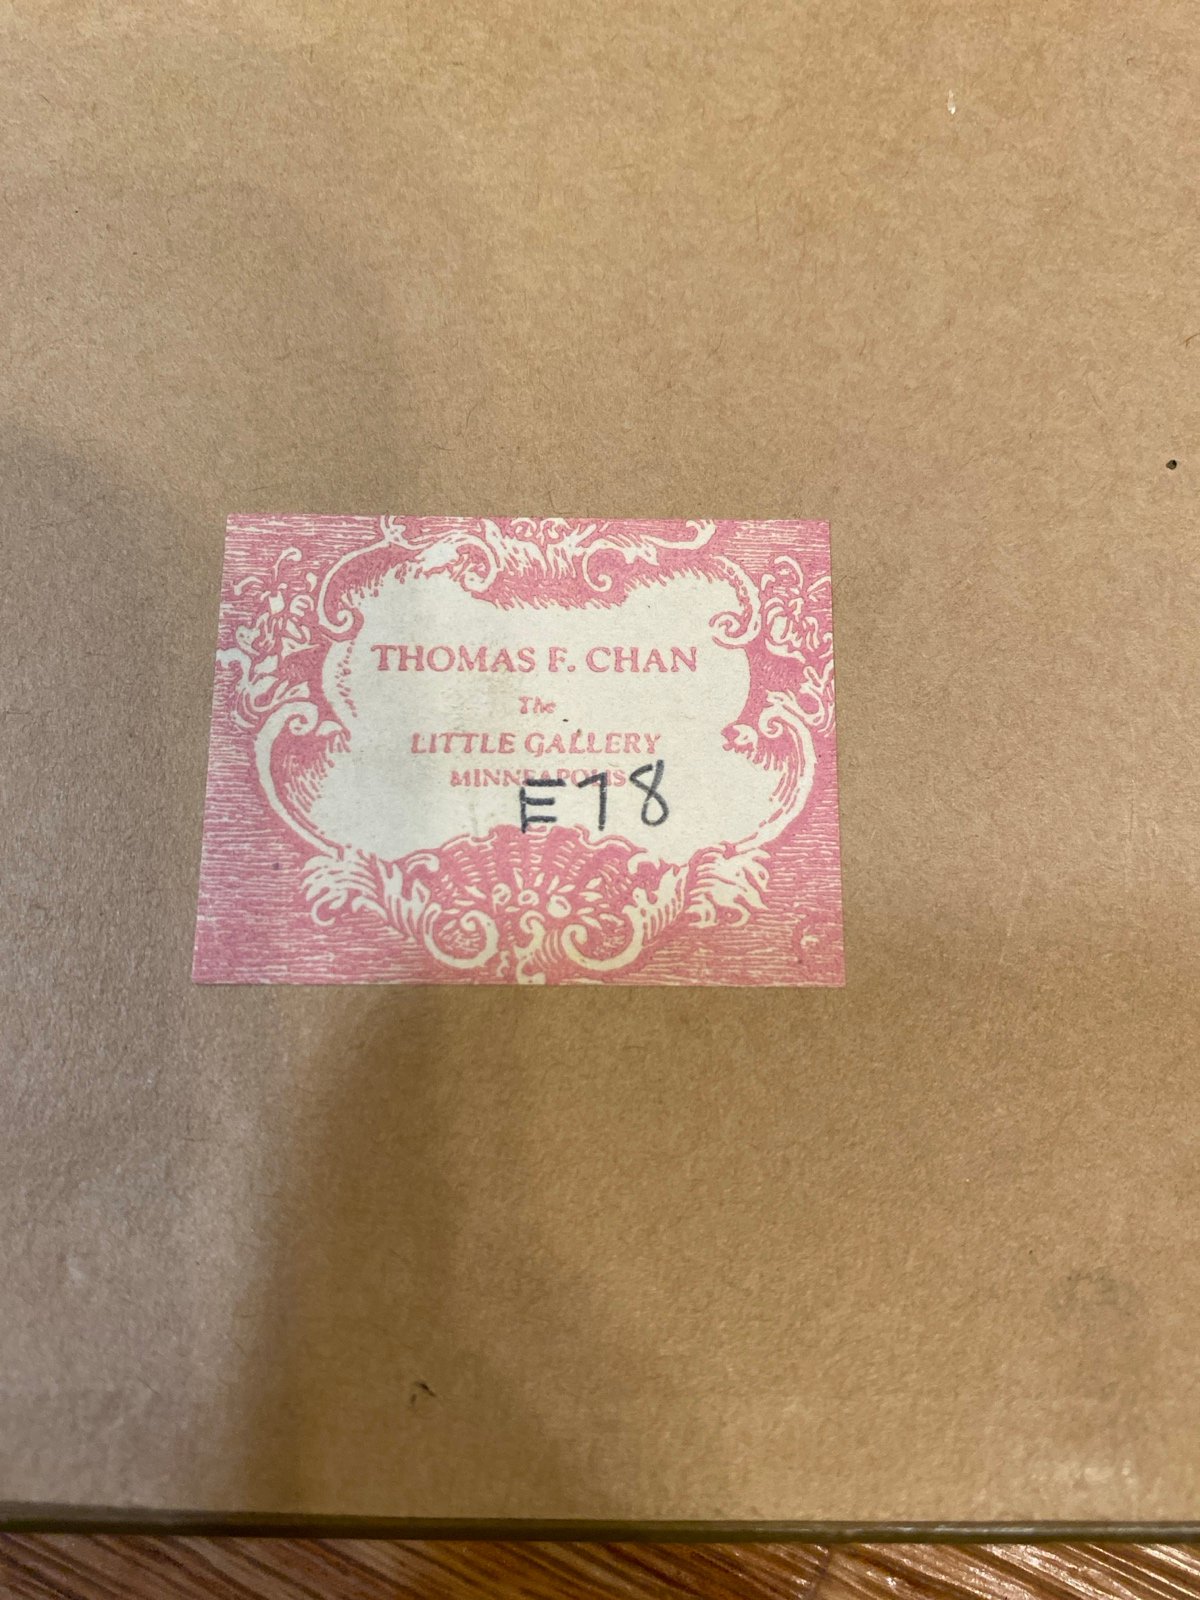 THOMAS F. CHAN
The
LITTLE GALLERY
MINNEAPOLIS
E78